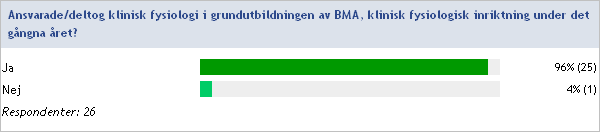 Ansvarade/deltog klinisk fysiologi i grundutbildningen av BMA, klinisk fysiologisk inriktning under det
gångna året?
Ja 96% (25)
Nej 4% (1)
Respondenter: 26